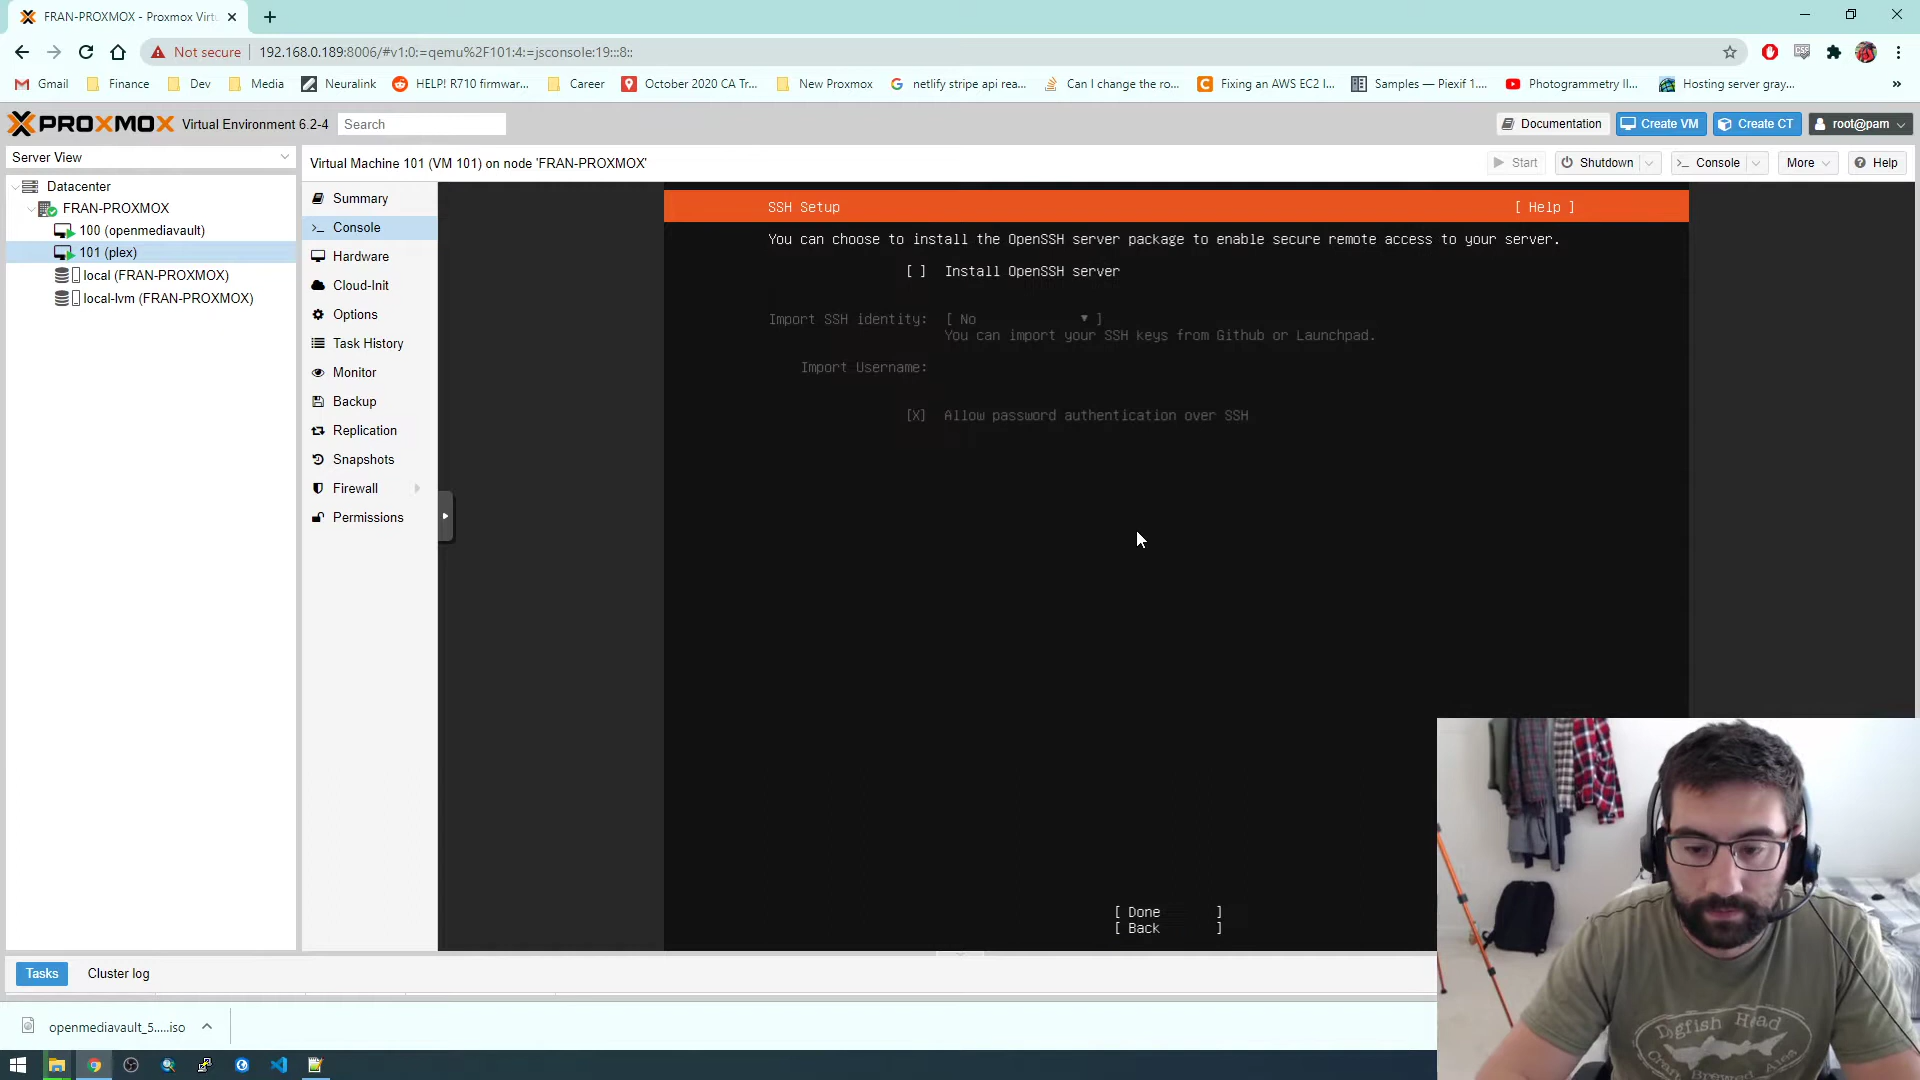 FRAN-PROXMOX - Proxmox Virtu
Not secure 192.168.0.189:8006/#v1:0:=qemu%2F101:4:=jsconsole:19:::8::
Gmail Finance Dev Media Neuralink HELP! R710 firmwar... Career October 2020 CA Tr... New Proxmox netlify stripe api rea... Can I change the ro... Fixing an AWS EC2 I... Samples — Piexif 1.... Photogrammetry II... Hosting server gray... »
PROXMOX Virtual Environment 6.2-4 Search Documentation Create VM Create CT root@pam
Server View
Virtual Machine 101 (VM 101) on node 'FRAN-PROXMOX' Start Shutdown Console More Help
Datacenter
FRAN-PROXMOX
100 (openmediavault)
101 (plex)
local (FRAN-PROXMOX)
local-lvm (FRAN-PROXMOX)
Summary
Console
Hardware
Cloud-Init
Options
Task History
Monitor
Backup
Replication
Snapshots
Firewall
Permissions
SSH Setup [ Help ]
You can choose to install the OpenSSH server package to enable secure remote access to your server.
[ ] Install OpenSSH server
Import SSH identity: [ No ▼ ]
You can import your SSH keys from Github or Launchpad.
Import Username:
[X] Allow password authentication over SSH
[ Done ]
[ Back ]
Tasks Cluster log
openmediavault_5.....iso
Dogfish Head
Craft Brewed Ales